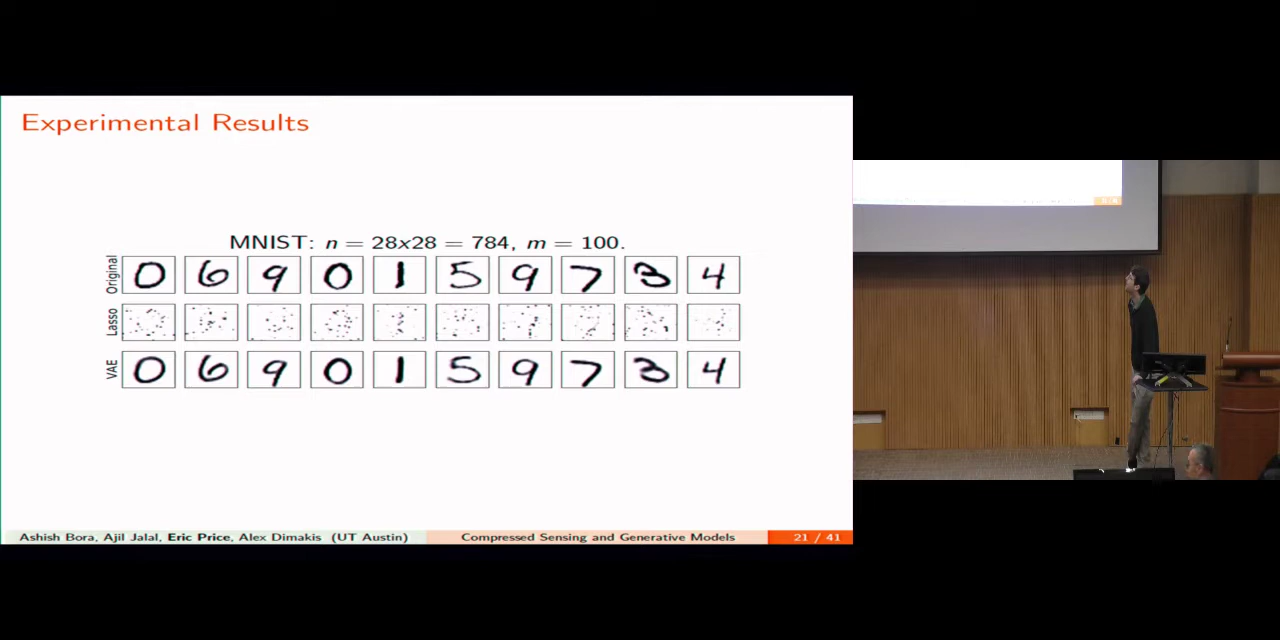 Experimental Results
MNIST: n = 28x28 = 784, m = 100.
Original 0 6 9 0 1 5 9 7 3 4
Lasso
VAE 0 6 9 0 1 5 9 7 3 4
Ashish Bora, Ajil Jalal, Eric Price, Alex Dimakis (UT Austin) Compressed Sensing and Generative Models 21 / 41